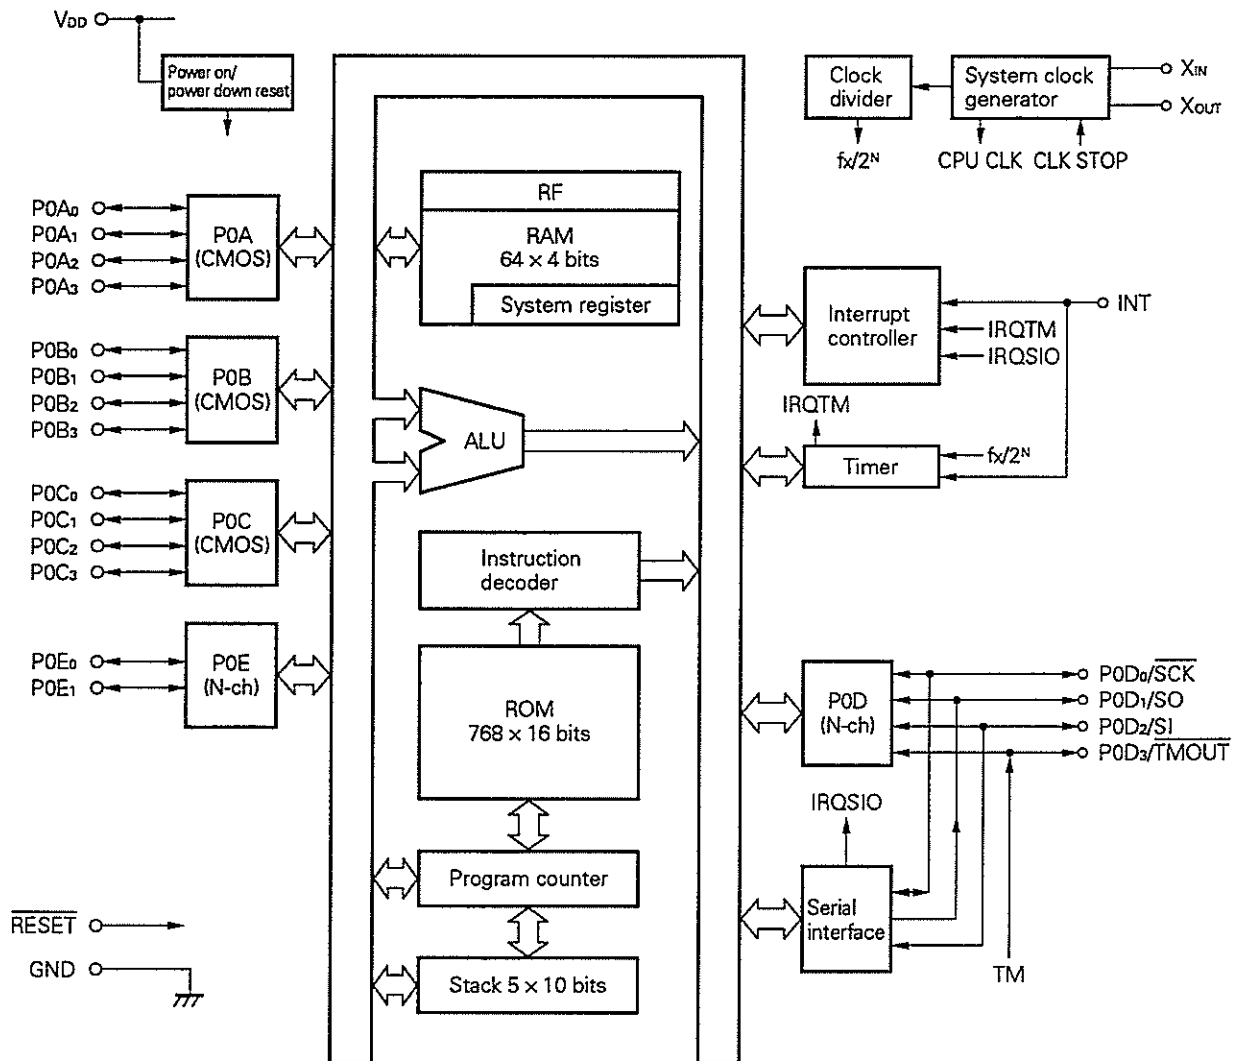 VDD
Power on/
power down reset
P0A0
P0A1
P0A2
P0A3
P0A
(CMOS)
P0B0
P0B1
P0B2
P0B3
P0B
(CMOS)
P0C0
P0C1
P0C2
P0C3
P0C
(CMOS)
P0E0
P0E1
P0E
(N-ch)
RESET
GND
RF
RAM
64 × 4 bits
System register
ALU
Instruction
decoder
ROM
768 × 16 bits
Program counter
Stack 5 × 10 bits
Clock
divider
System clock
generator
XIN
XOUT
fx/2N
CPU CLK
CLK STOP
Interrupt
controller
INT
IRQTM
IRQSIO
IRQTM
Timer
fx/2N
P0D
(N-ch)
P0D0/SCK
P0D1/SO
P0D2/SI
P0D3/TMOUT
IRQSIO
Serial
interface
TM